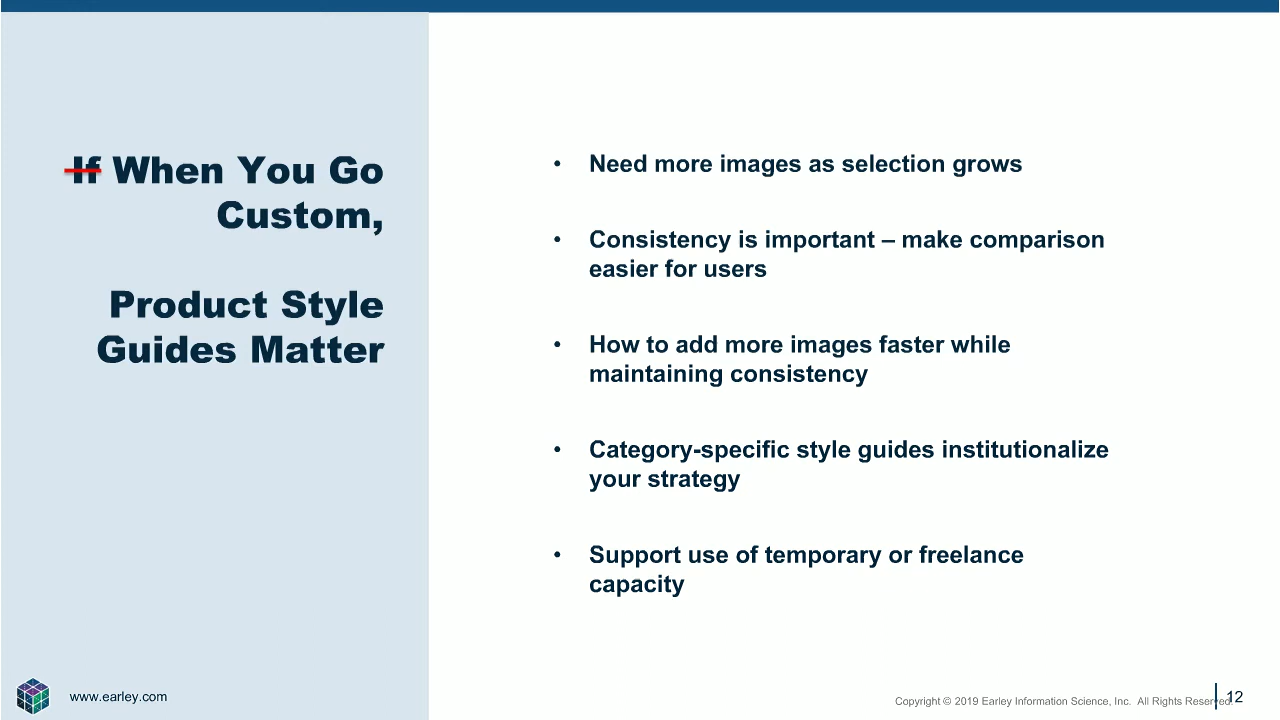 If When You Go
Custom,
Product Style
Guides Matter
• Need more images as selection grows
• Consistency is important – make comparison
easier for users
• How to add more images faster while
maintaining consistency
• Category-specific style guides institutionalize
your strategy
• Support use of temporary or freelance
capacity
www.earley.com
Copyright © 2019 Earley Information Science, Inc. All Rights Reserved.
12